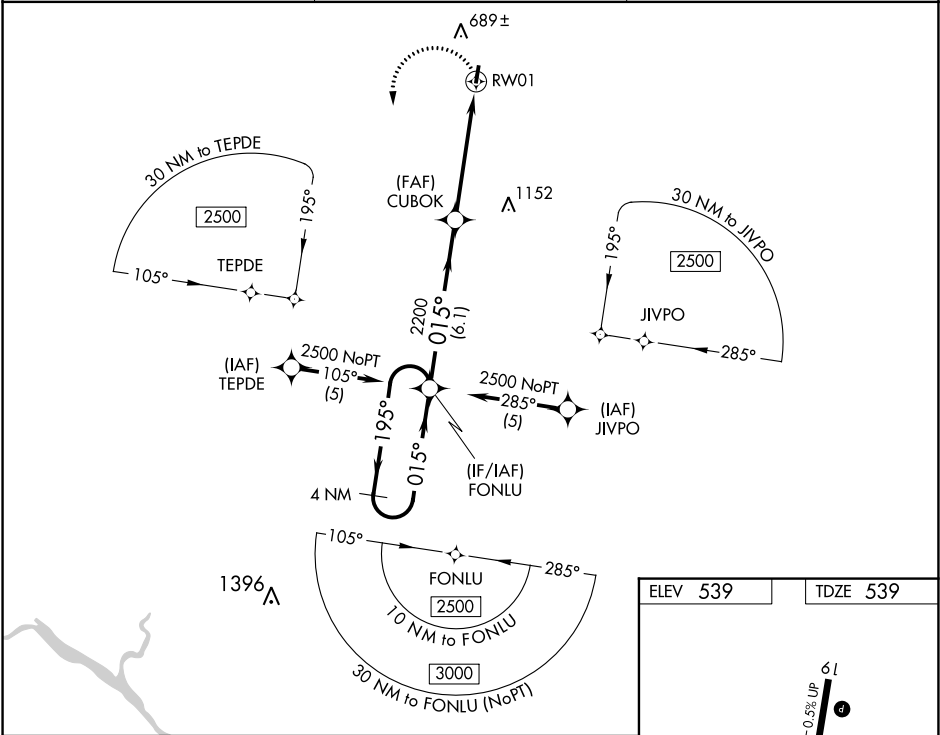 689±
RW01
30 NM to TEPDE
2500
195°
105°
TEPDE
(FAF)
CUBOK
1152
30 NM to JIVPO
195°
2500
JIVPO
285°
2200
015°
(6.1)
(IAF)
TEPDE
2500 NoPT
105°
(5)
2500 NoPT
285°
(5)
(IAF)
JIVPO
195°
015°
4 NM
(IF/IAF)
FONLU
105°
285°
FONLU
2500
10 NM to FONLU
3000
30 NM to FONLU (NoPT)
1396
ELEV 539
TDZE 539
19
0.5% UP
P